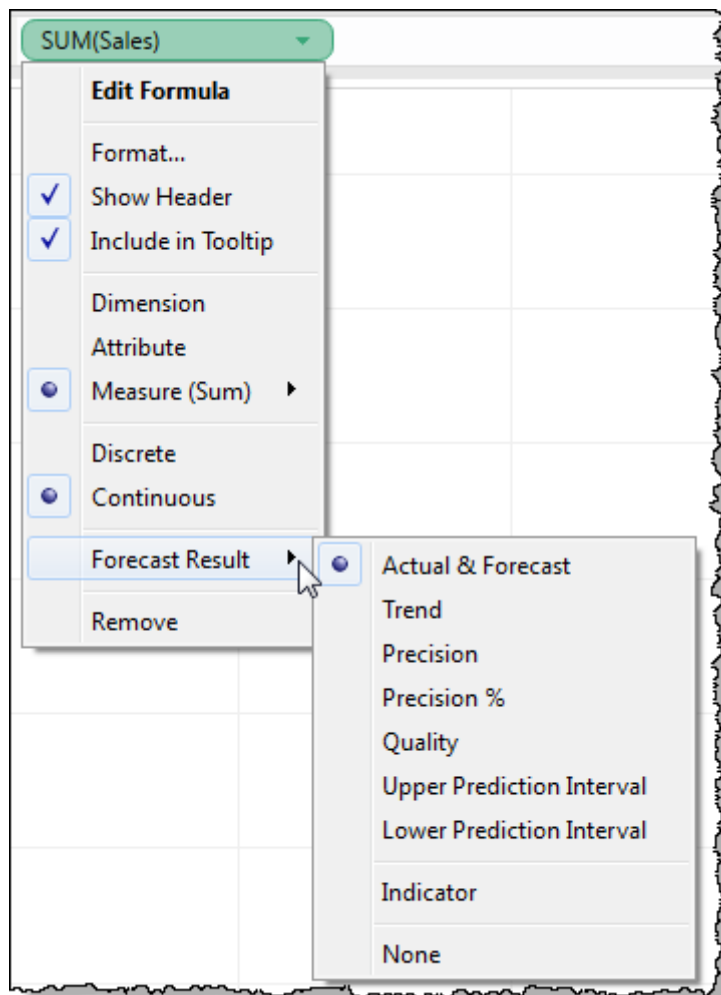 SUM(Sales)
Edit Formula
Format...
Show Header
Include in Tooltip
Dimension
Attribute
Measure (Sum)
Discrete
Continuous
Forecast Result
Remove
Actual & Forecast
Trend
Precision
Precision %
Quality
Upper Prediction Interval
Lower Prediction Interval
Indicator
None